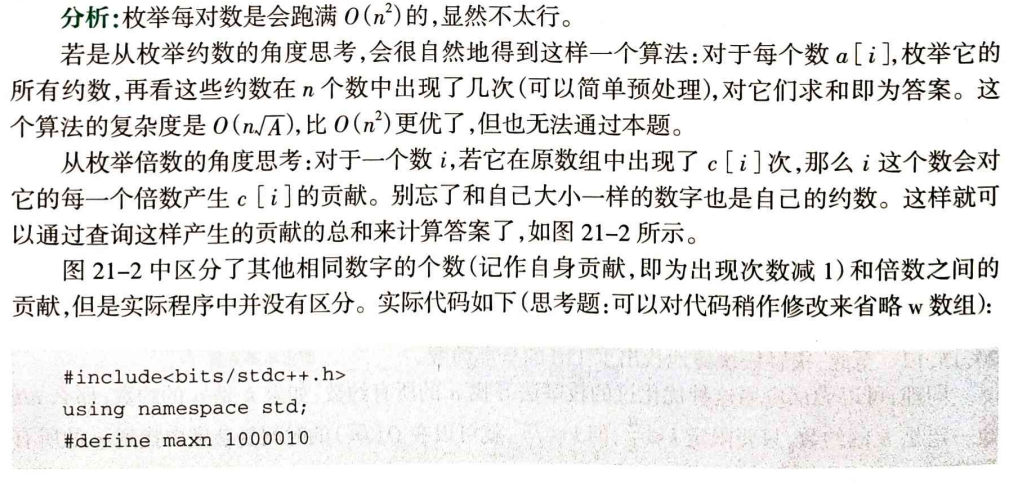 分析:枚举每对数是会跑满 O(n²)的,显然不太行。
若是从枚举约数的角度思考,会很自然地得到这样一个算法:对于每个数 a[i],枚举它的
所有约数,再看这些约数在 n 个数中出现了几次(可以简单预处理),对它们求和即为答案。这
个算法的复杂度是 O(n√A),比 O(n²)更优了,但也无法通过本题。
从枚举倍数的角度思考:对于一个数 i,若它在原数组中出现了 c[i]次,那么 i 这个数会对
它的每一个倍数产生 c[i]的贡献。别忘了和自己大小一样的数字也是自己的约数。这样就可
以通过查询这样产生的贡献的总和来计算答案了,如图 21-2 所示。
图 21-2 中区分了其他相同数字的个数(记作自身贡献,即为出现次数减 1)和倍数之间的
贡献,但是实际程序中并没有区分。实际代码如下(思考题:可以对代码稍作修改来省略 w 数组):
#include<bits/stdc++.h>
using namespace std;
#define maxn 1000010